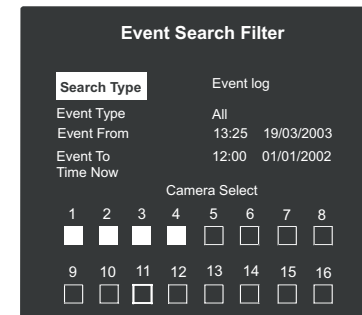 Event Search Filter
Search Type Event log
Event Type All
Event From 13:25 19/03/2003
Event To 12:00 01/01/2002
Time Now
Camera Select
1 2 3 4 5 6 7 8
9 10 11 12 13 14 15 16